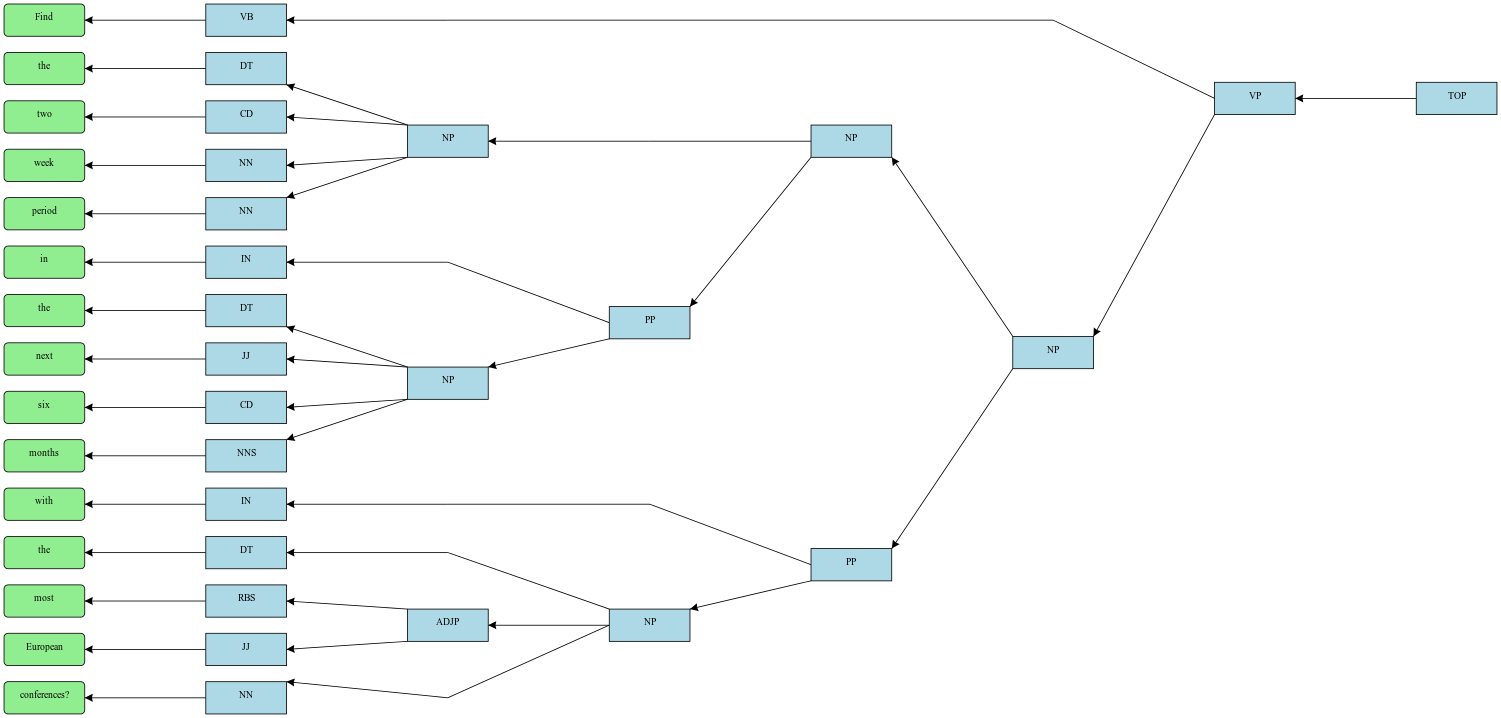 Find VB
the DT
two CD
week NN
period NN
in IN
the DT
next JJ
six CD
months NNS
with IN
the DT
most RBS
European JJ
conferences? NN
NP
NP
ADJP
PP
NP
NP
PP
NP
VP
TOP